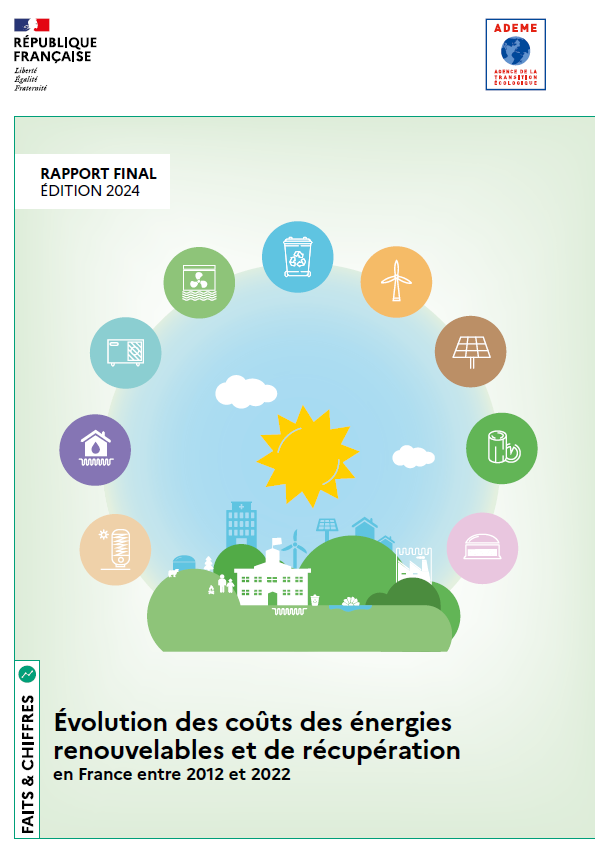 RÉPUBLIQUE
FRANÇAISE
Liberté
Égalité
Fraternité
ADEME
AGENCE DE LA
TRANSITION
ÉCOLOGIQUE
RAPPORT FINAL
ÉDITION 2024
FAITS & CHIFFRES
Évolution des coûts des énergies
renouvelables et de récupération
en France entre 2012 et 2022